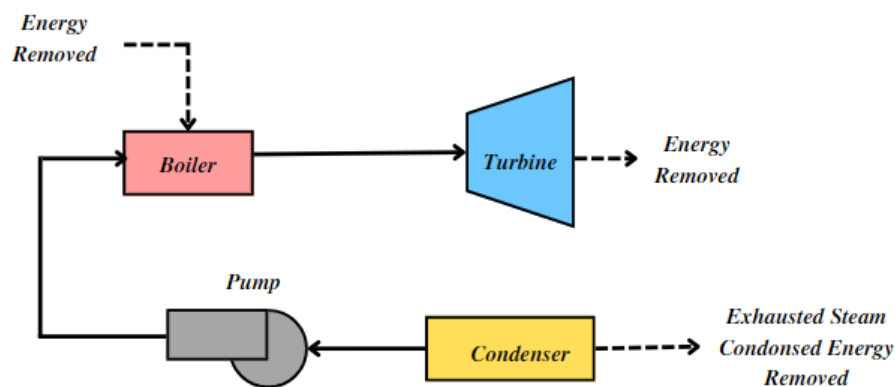 Energy
Removed
Boiler
Turbine
Energy
Removed
Pump
Condenser
Exhausted Steam
Condonsed Energy
Removed